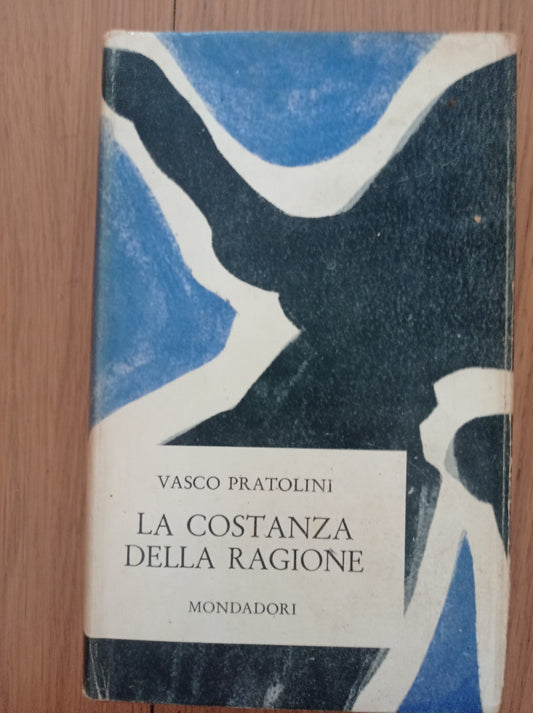 VASCO PRATOLINI
LA COSTANZA
DELLA RAGIONE
MONDADORI